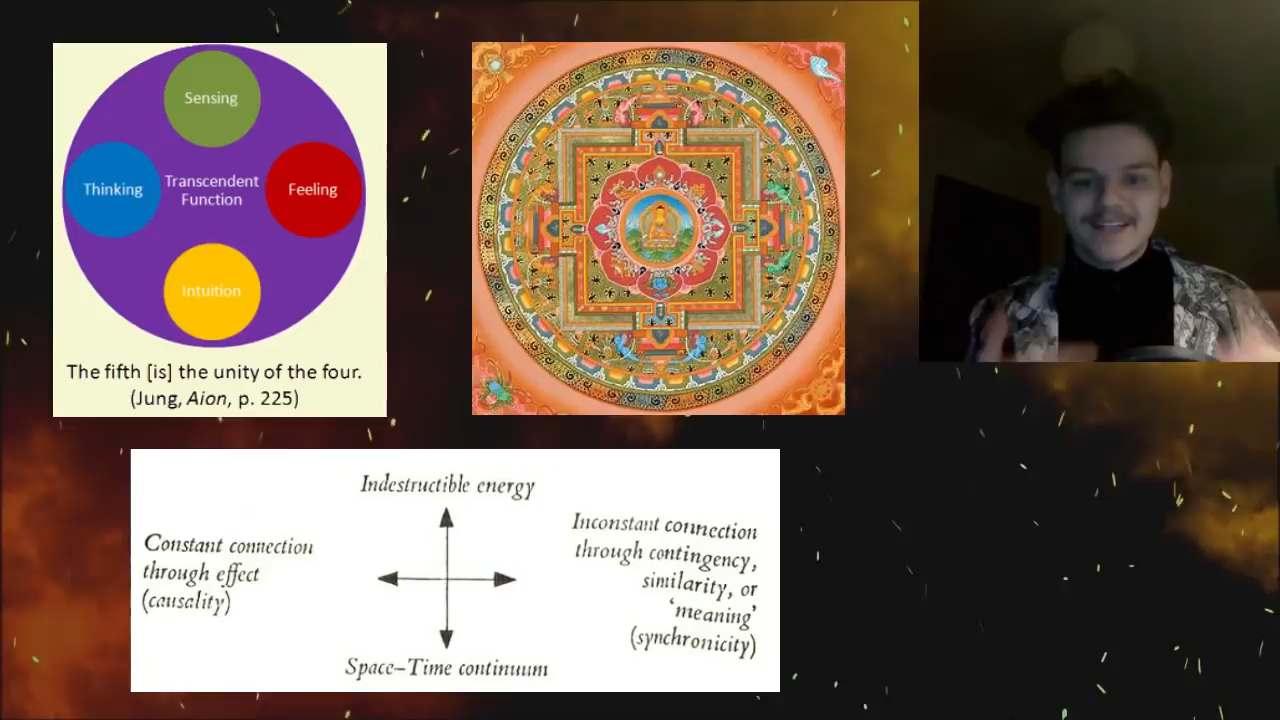 Sensing
Thinking
Transcendent
Function
Feeling
Intuition
The fifth [is] the unity of the four.
(Jung, Aion, p. 225)
Indestructible energy
Constant connection
through effect
(causality)
Inconstant connection
through contingency,
similarity, or
'meaning'
(synchronicity)
Space–Time continuum